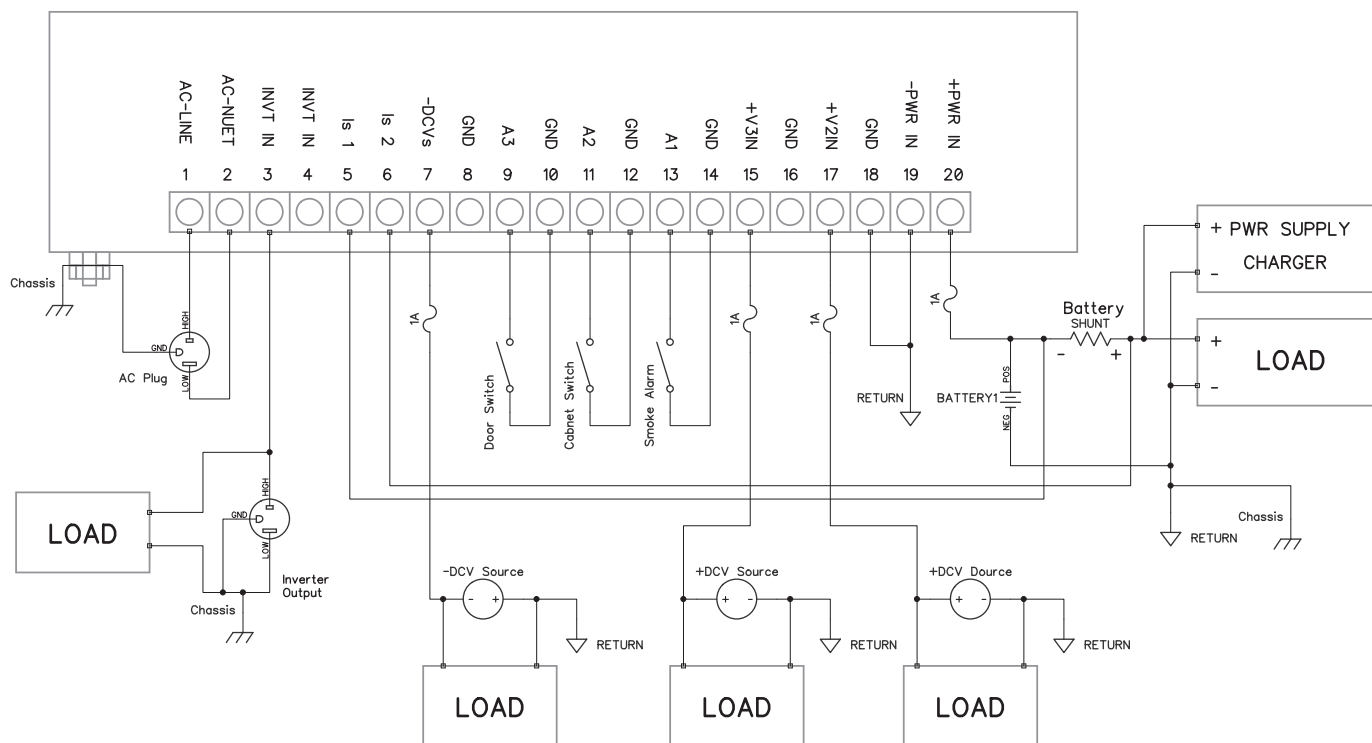 AC-LINE
AC-NUET
INVT IN
INVT IN
Is 1
Is 2
-DCVs
GND
A3
GND
A2
GND
A1
GND
+V3IN
GND
+V2IN
GND
-PWR IN
+PWR IN
1 2 3 4 5 6 7 8 9 10 11 12 13 14 15 16 17 18 19 20
Chassis
HIGH
GND
LOW
AC Plug
1A
Door Switch
Cabnet Switch
Smoke Alarm
1A
1A
1A
RETURN
BATTERY1
POS
NEG
Battery
SHUNT
- +
+ PWR SUPPLY
CHARGER
-
+
LOAD
-
Chassis
RETURN
LOAD
HIGH
GND
LOW
Inverter
Output
Chassis
-DCV Source
- +
RETURN
LOAD
+DCV Source
+ -
RETURN
LOAD
+DCV Dource
+ -
RETURN
LOAD